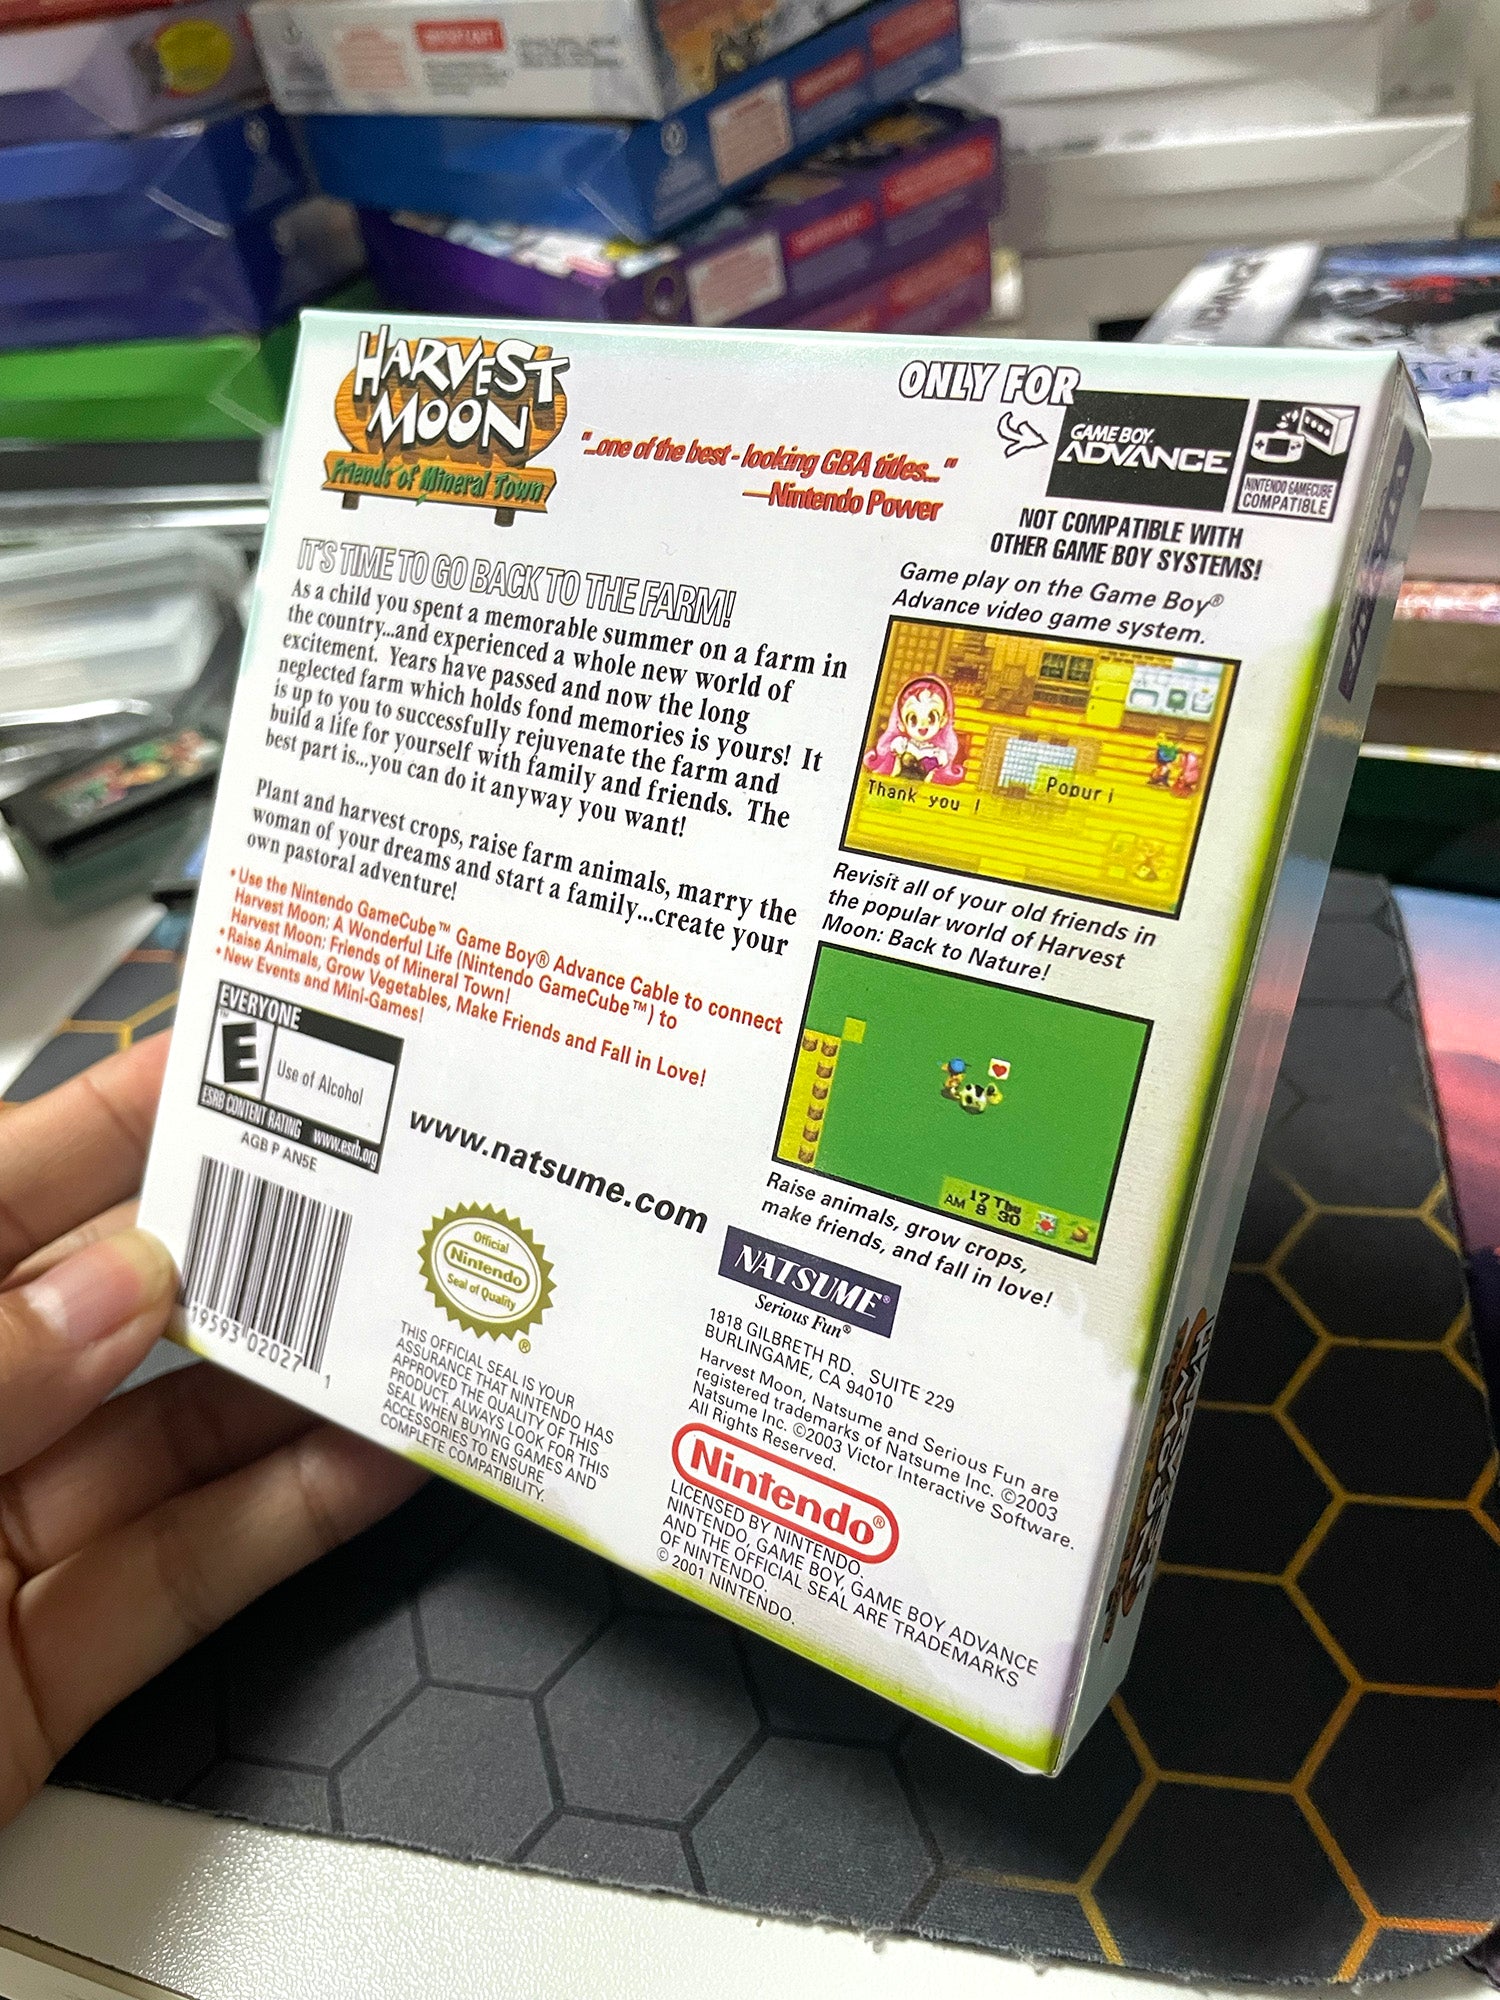 HARVEST
MOON
Friends of Mineral Town
"...one of the best - looking GBA titles..."
—Nintendo Power
ONLY FOR
GAME BOY
ADVANCE
NINTENDO GAMECUBE
COMPATIBLE
NOT COMPATIBLE WITH
OTHER GAME BOY SYSTEMS!
IT'S TIME TO GO BACK TO THE FARM!
As a child you spent a memorable summer on a farm in
the country...and experienced a whole new world of
excitement. Years have passed and now the long
neglected farm which holds fond memories is yours! It
is up to you to successfully rejuvenate the farm and
build a life for yourself with family and friends. The
best part is...you can do it anyway you want!
Plant and harvest crops, raise farm animals, marry the
woman of your dreams and start a family...create your
own pastoral adventure!
• Use the Nintendo GameCube™ Game Boy® Advance Cable to connect
Harvest Moon: A Wonderful Life (Nintendo GameCube™) to
Harvest Moon: Friends of Mineral Town!
• Raise Animals, Grow Vegetables, Make Friends and Fall in Love!
• New Events and Mini-Games!
Game play on the Game Boy®
Advance video game system.
Thank you !
Popuri
Revisit all of your old friends in
the popular world of Harvest
Moon: Back to Nature!
17 Thu
AM 8 30
Raise animals, grow crops,
make friends, and fall in love!
EVERYONE
E
Use of Alcohol
ESRB CONTENT RATING www.esrb.org
AGB P AN5E
19593 02027 1
www.natsume.com
Official
Nintendo
Seal of Quality
®
THIS OFFICIAL SEAL IS YOUR
ASSURANCE THAT NINTENDO HAS
APPROVED THE QUALITY OF THIS
PRODUCT. ALWAYS LOOK FOR THIS
SEAL WHEN BUYING GAMES AND
ACCESSORIES TO ENSURE
COMPLETE COMPATIBILITY.
NATSUME®
Serious Fun®
1818 GILBRETH RD. SUITE 229
BURLINGAME, CA 94010
Harvest Moon, Natsume and Serious Fun are
registered trademarks of Natsume Inc. ©2003
Natsume Inc. ©2003 Victor Interactive Software.
All Rights Reserved.
Nintendo®
LICENSED BY NINTENDO.
NINTENDO, GAME BOY, GAME BOY ADVANCE
AND THE OFFICIAL SEAL ARE TRADEMARKS
OF NINTENDO.
© 2001 NINTENDO.
IMPORTANT